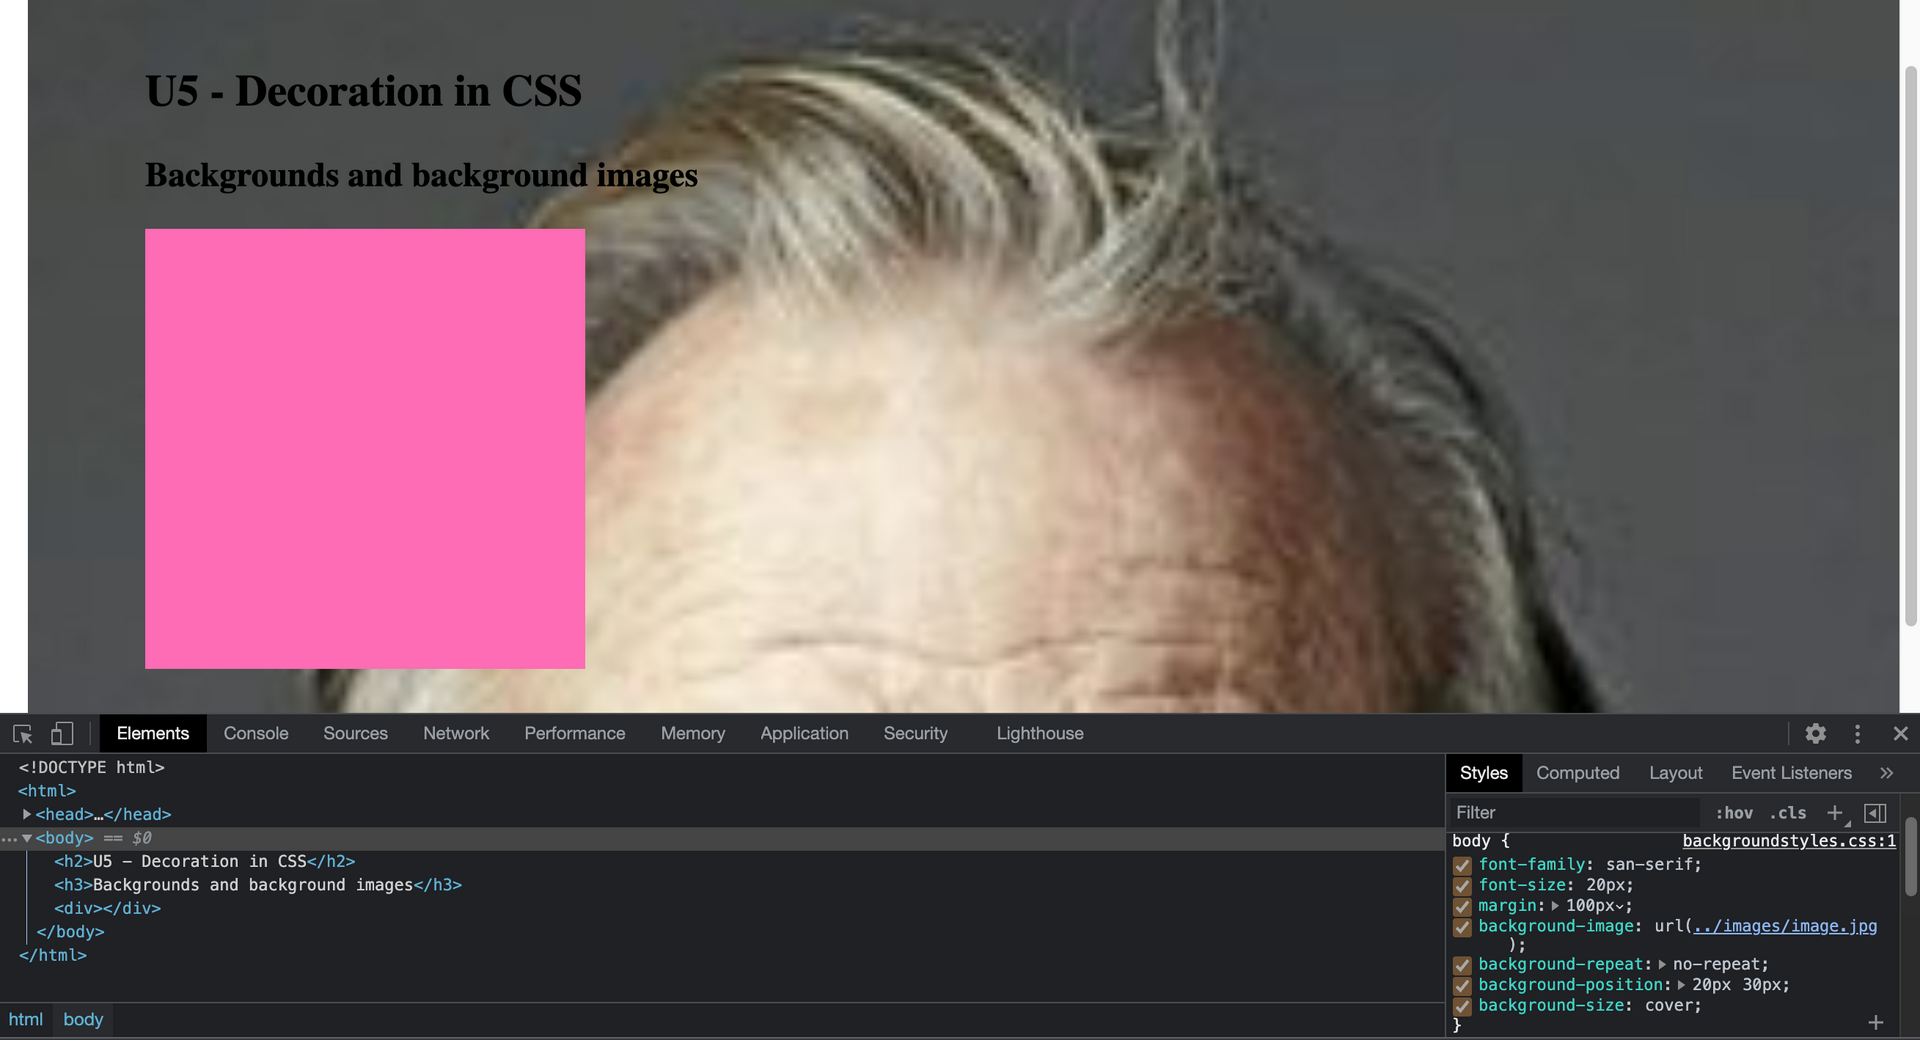 U5 - Decoration in CSS
Backgrounds and background images
Elements Console Sources Network Performance Memory Application Security Lighthouse
<!DOCTYPE html>
<html>
<head>…</head>
<body> == $0
<h2>U5 - Decoration in CSS</h2>
<h3>Backgrounds and background images</h3>
<div></div>
</body>
</html>
html body
Styles Computed Layout Event Listeners »
Filter :hov .cls +
body { backgroundstyles.css:1
font-family: san-serif;
font-size: 20px;
margin: 100px;
background-image: url(../images/image.jpg
);
background-repeat: no-repeat;
background-position: 20px 30px;
background-size: cover;
}